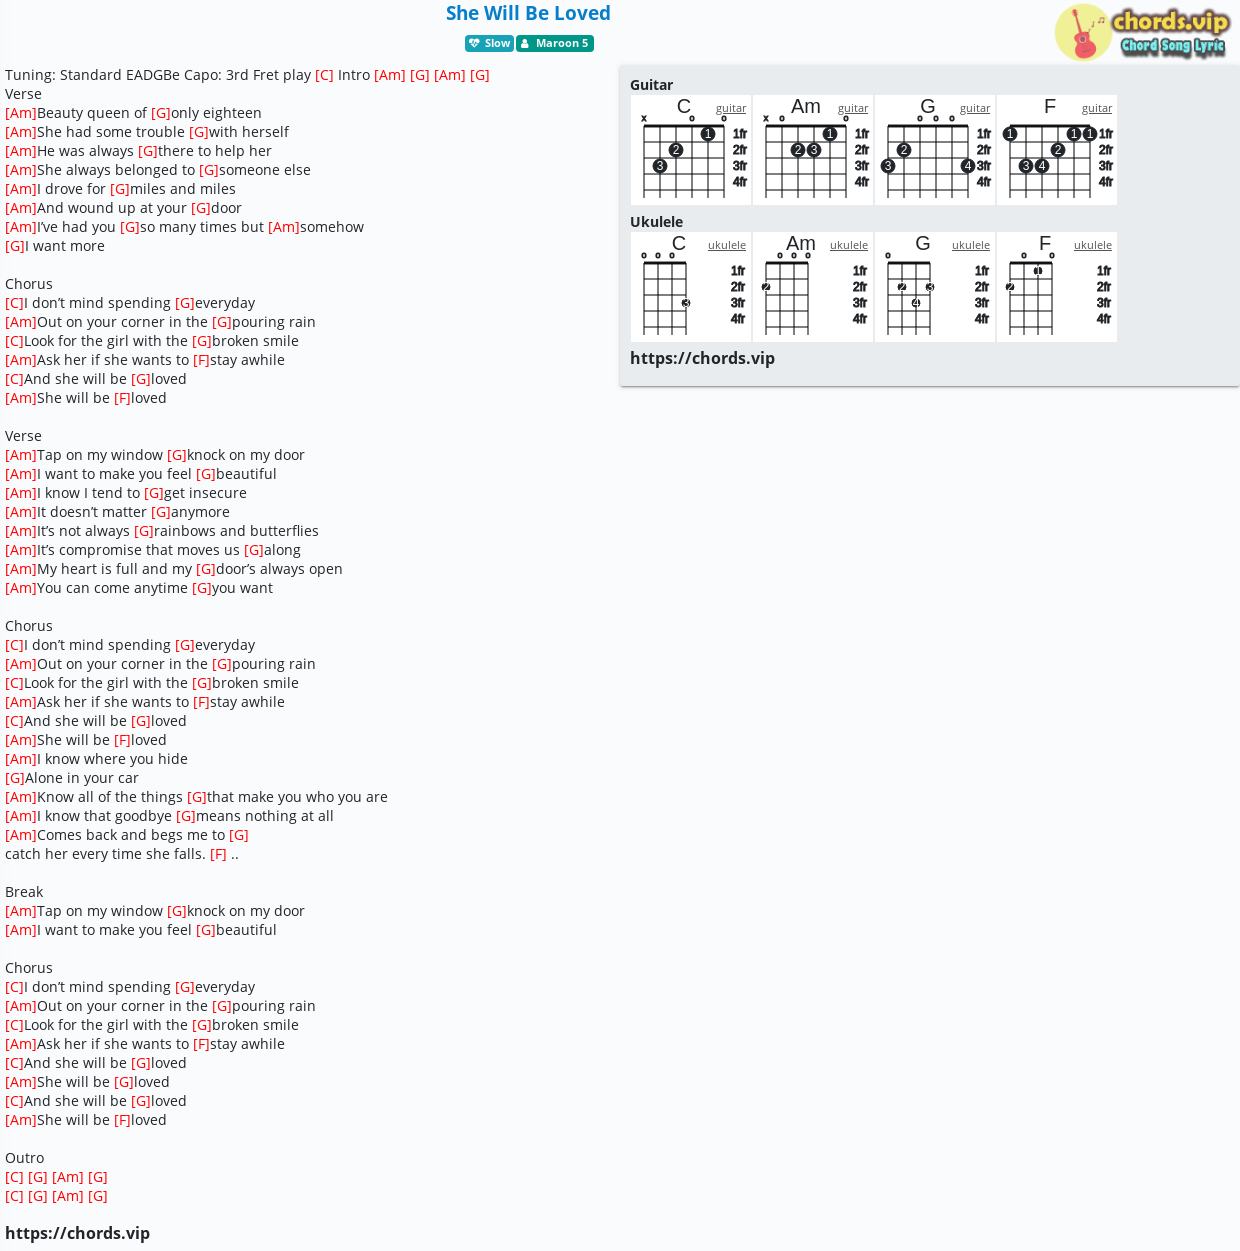 She Will Be Loved
Slow Maroon 5
chords.vip
Chord Song Lyric
Tuning: Standard EADGBe Capo: 3rd Fret play [C] Intro [Am] [G] [Am] [G]
Verse
[Am]Beauty queen of [G]only eighteen
[Am]She had some trouble [G]with herself
[Am]He was always [G]there to help her
[Am]She always belonged to [G]someone else
[Am]I drove for [G]miles and miles
[Am]And wound up at your [G]door
[Am]I’ve had you [G]so many times but [Am]somehow
[G]I want more
Chorus
[C]I don’t mind spending [G]everyday
[Am]Out on your corner in the [G]pouring rain
[C]Look for the girl with the [G]broken smile
[Am]Ask her if she wants to [F]stay awhile
[C]And she will be [G]loved
[Am]She will be [F]loved
Verse
[Am]Tap on my window [G]knock on my door
[Am]I want to make you feel [G]beautiful
[Am]I know I tend to [G]get insecure
[Am]It doesn’t matter [G]anymore
[Am]It’s not always [G]rainbows and butterflies
[Am]It’s compromise that moves us [G]along
[Am]My heart is full and my [G]door’s always open
[Am]You can come anytime [G]you want
Chorus
[C]I don’t mind spending [G]everyday
[Am]Out on your corner in the [G]pouring rain
[C]Look for the girl with the [G]broken smile
[Am]Ask her if she wants to [F]stay awhile
[C]And she will be [G]loved
[Am]She will be [F]loved
[Am]I know where you hide
[G]Alone in your car
[Am]Know all of the things [G]that make you who you are
[Am]I know that goodbye [G]means nothing at all
[Am]Comes back and begs me to [G]
catch her every time she falls. [F] ..
Break
[Am]Tap on my window [G]knock on my door
[Am]I want to make you feel [G]beautiful
Chorus
[C]I don’t mind spending [G]everyday
[Am]Out on your corner in the [G]pouring rain
[C]Look for the girl with the [G]broken smile
[Am]Ask her if she wants to [F]stay awhile
[C]And she will be [G]loved
[Am]She will be [G]loved
[C]And she will be [G]loved
[Am]She will be [F]loved
Outro
[C] [G] [Am] [G]
[C] [G] [Am] [G]
https://chords.vip
Guitar
C guitar Am guitar G guitar F guitar
x o o x o o o o o
1 1fr 1 1fr 1fr 1 1 1 1fr
2 2fr 2 3 2fr 2 2fr 2 2fr
3 3fr 3fr 3 4 3fr 3 4 3fr
4fr 4fr 4fr 4fr
Ukulele
C ukulele Am ukulele G ukulele F ukulele
o o o o o o o o o
1fr 1fr 1fr 1 1fr
2fr 2 2fr 2 3 2fr 2 2fr
3 3fr 3fr 4 3fr 3fr
4fr 4fr 4fr 4fr
https://chords.vip